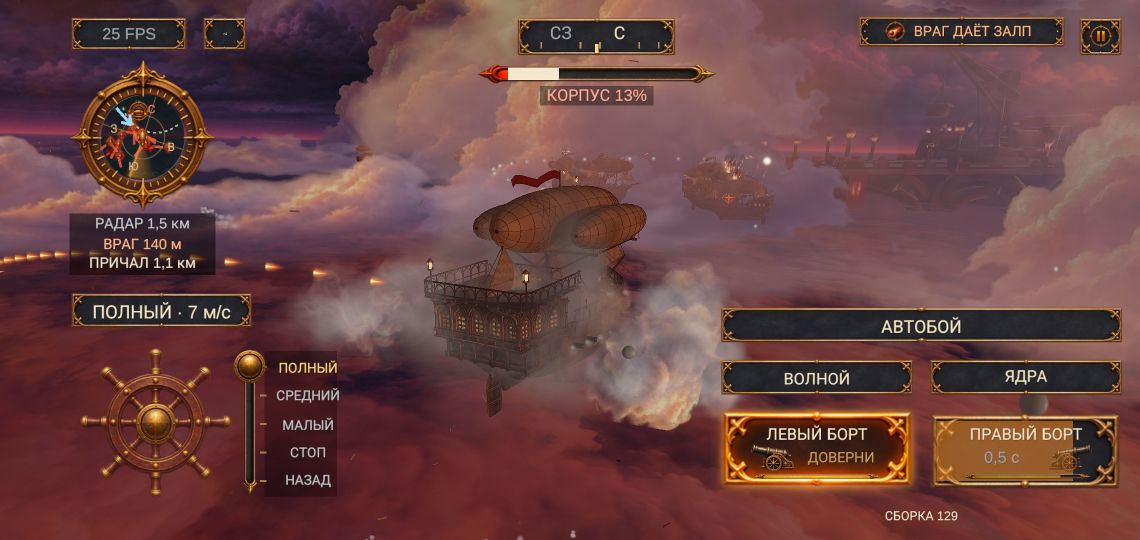 25 FPS
СЗ С
ВРАГ ДАЁТ ЗАЛП
КОРПУС 13%
С
З
В
Ю
РАДАР 1,5 км
ВРАГ 140 м
ПРИЧАЛ 1,1 км
ПОЛНЫЙ · 7 м/с
ПОЛНЫЙ
СРЕДНИЙ
МАЛЫЙ
СТОП
НАЗАД
АВТОБОЙ
ВОЛНОЙ
ЯДРА
ЛЕВЫЙ БОРТ
ДОВЕРНИ
ПРАВЫЙ БОРТ
0,5 с
СБОРКА 129